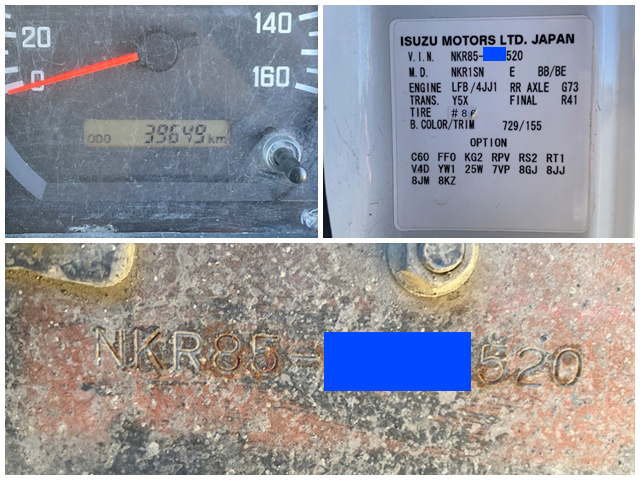 20
0
140
160
ODO 39649 km
ISUZU MOTORS LTD. JAPAN
V.I.N. NKR85- 520
M.D. NKR1SN E BB/BE
ENGINE LFB/4JJ1 RR AXLE G73
TRANS. Y5X FINAL R41
TIRE #86
B.COLOR/TRIM 729/155
OPTION
C60 FF0 KG2 RPV RS2 RT1
V4D YW1 25W 7VP 8GJ 8JJ
8JM 8KZ
NKR85- 520